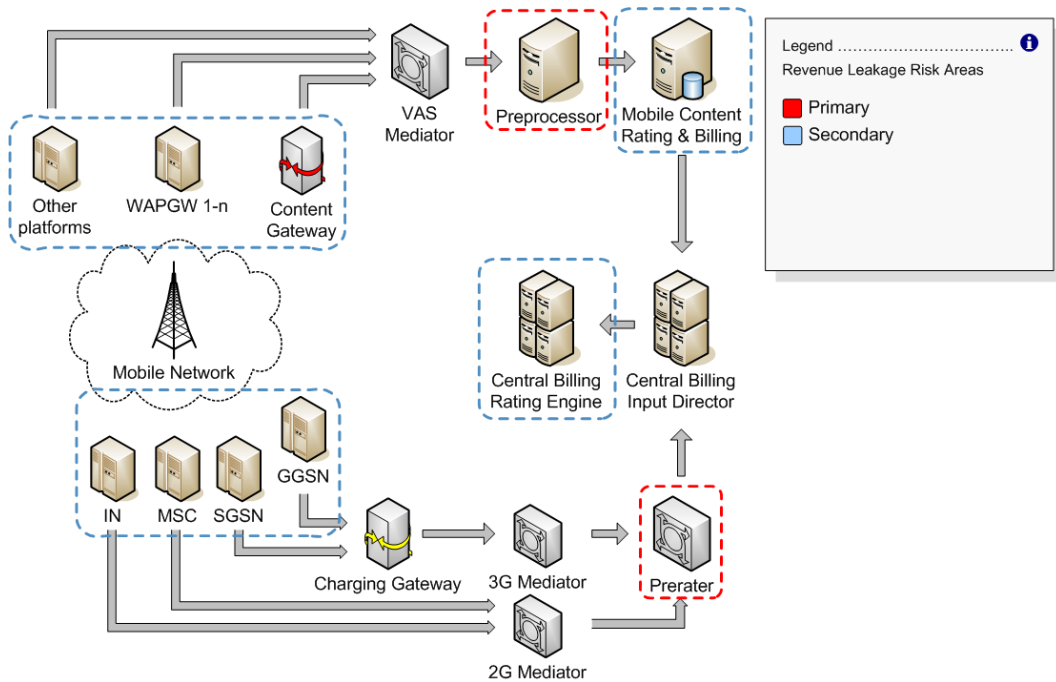 VAS
Mediator
Preprocessor
Mobile Content
Rating & Billing
Legend ....................................... i
Revenue Leakage Risk Areas
Primary
Secondary
Other
platforms
WAPGW 1-n
Content
Gateway
Mobile Network
Central Billing
Rating Engine
Central Billing
Input Director
IN
MSC
SGSN
GGSN
Charging Gateway
3G Mediator
Prerater
2G Mediator